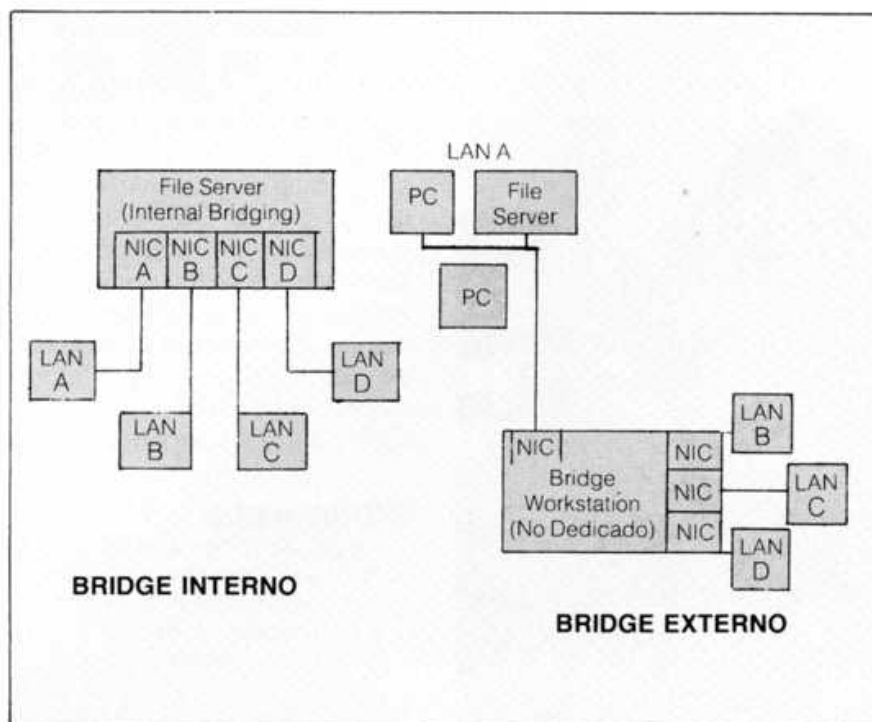 File Server
(Internal Bridging)
NIC A
NIC B
NIC C
NIC D
LAN A
LAN B
LAN C
LAN D
BRIDGE INTERNO
LAN A
PC
File Server
PC
NIC
Bridge
Workstatión
(No Dedicado)
NIC
NIC
NIC
LAN B
LAN C
LAN D
BRIDGE EXTERNO